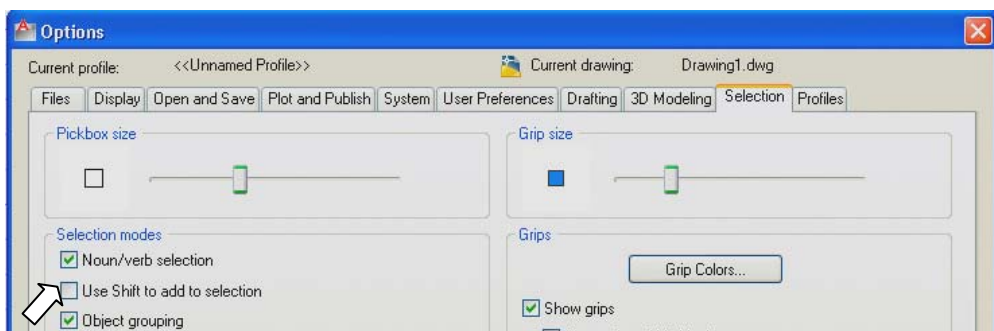 Options
Current profile: <<Unnamed Profile>> Current drawing: Drawing1.dwg
Files Display Open and Save Plot and Publish System User Preferences Drafting 3D Modeling Selection Profiles
Pickbox size
Grip size
Selection modes
Noun/verb selection
Use Shift to add to selection
Object grouping
Grips
Grip Colors...
Show grips